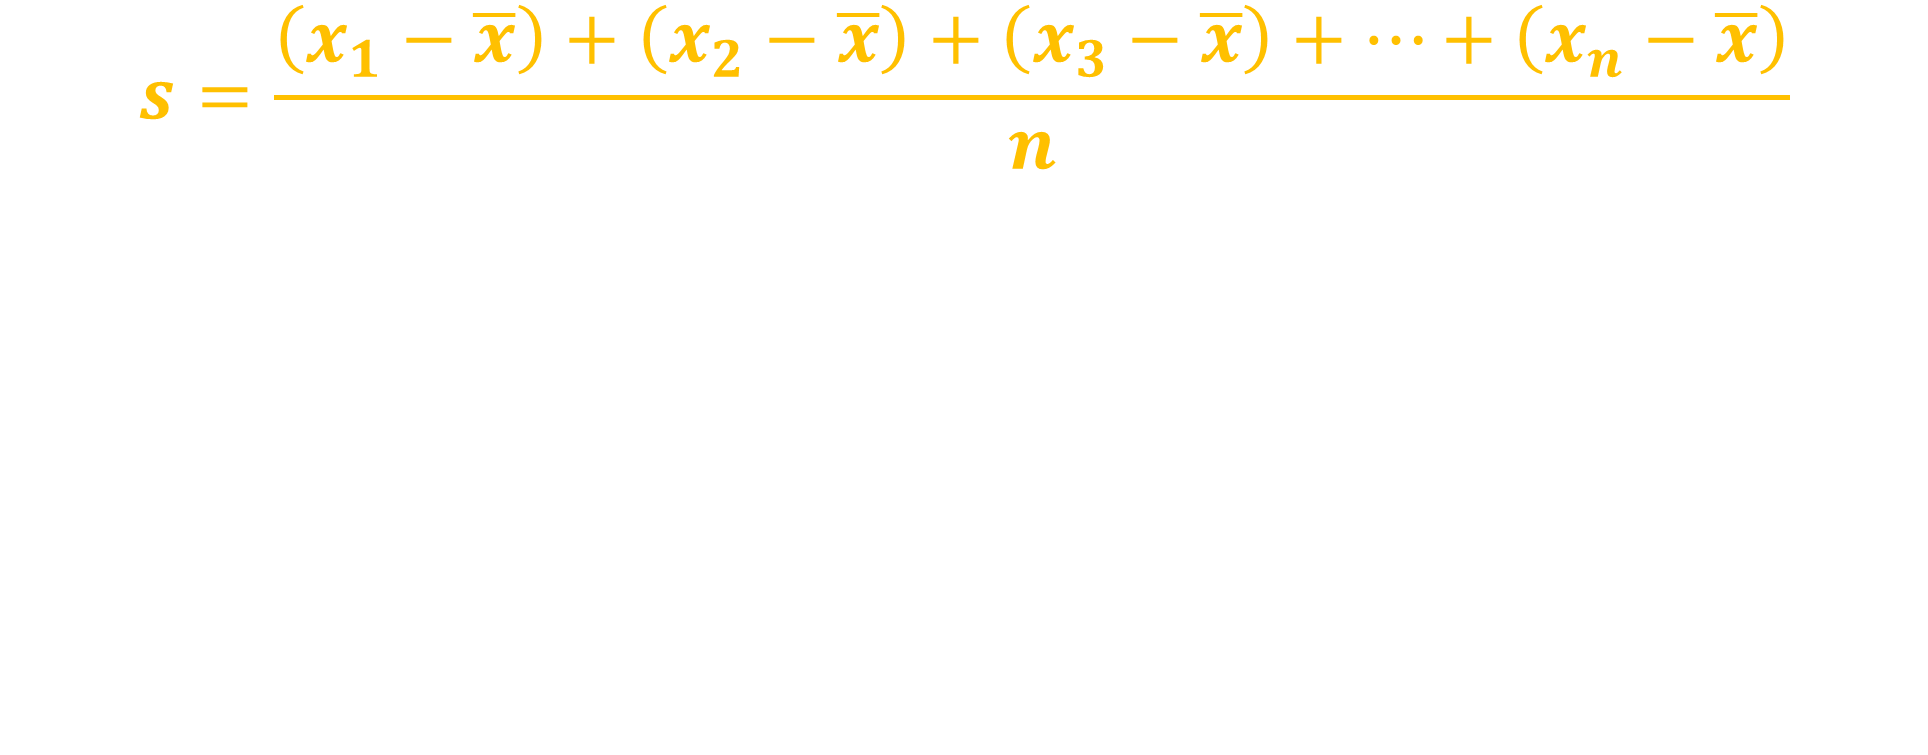 s = (x₁ − x̄) + (x₂ − x̄) + (x₃ − x̄) + ⋯ + (xₙ − x̄) / n